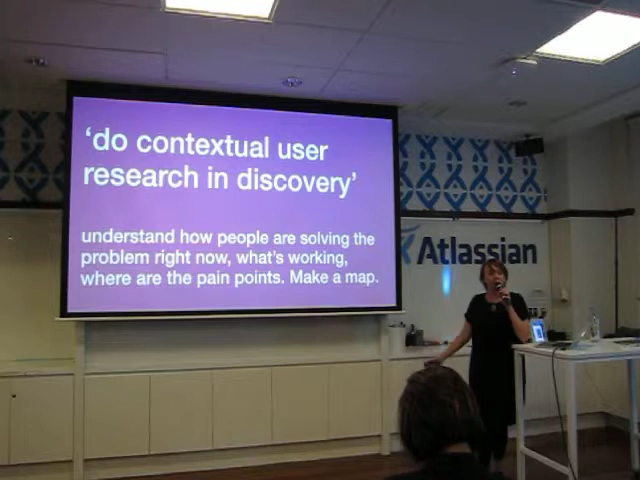 ‘do contextual user
research in discovery’
understand how people are solving the
problem right now, what's working,
where are the pain points. Make a map.
Atlassian